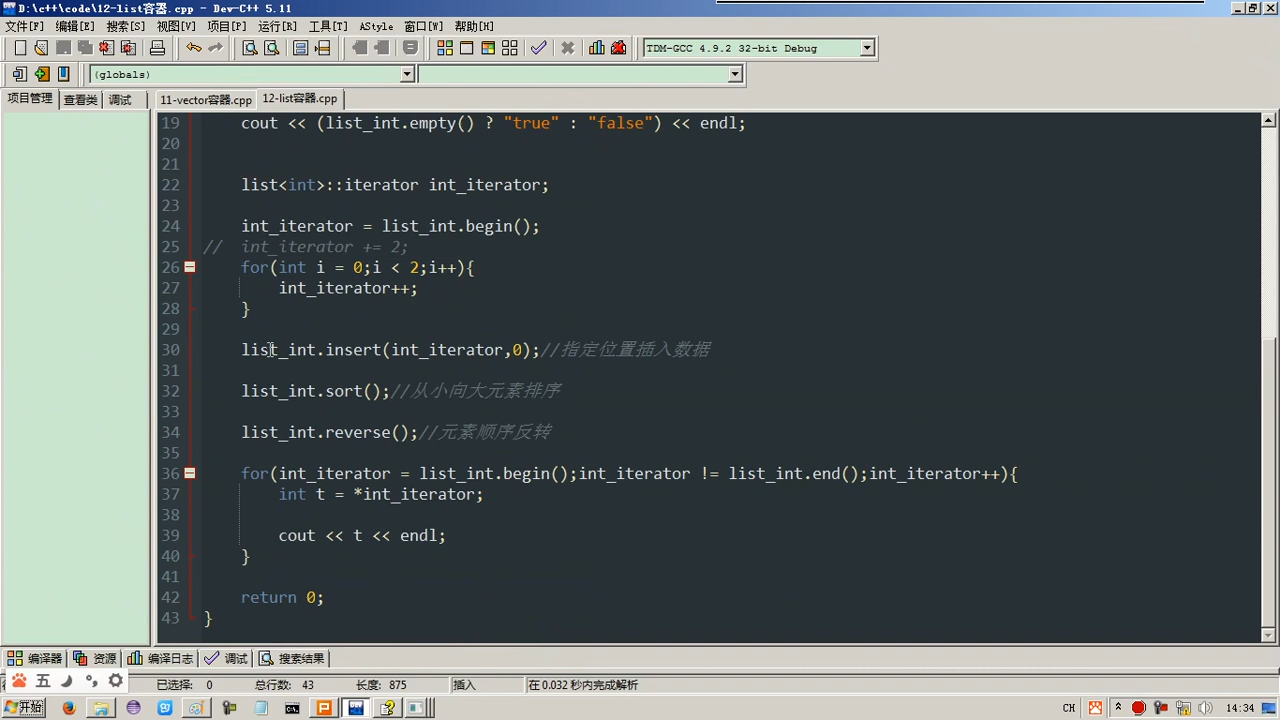 D:\c++\code\12-list容器.cpp - Dev-C++ 5.11
文件[F] 编辑[E] 搜索[S] 视图[V] 项目[P] 运行[R] 工具[T] AStyle 窗口[W] 帮助[H]
TDM-GCC 4.9.2 32-bit Debug
(globals)
项目管理 查看类 调试 11-vector容器.cpp 12-list容器.cpp
19 cout << (list_int.empty() ? "true" : "false") << endl;
20
21
22 list<int>::iterator int_iterator;
23
24 int_iterator = list_int.begin();
25 // int_iterator += 2;
26 for(int i = 0;i < 2;i++){
27 int_iterator++;
28 }
29
30 list_int.insert(int_iterator,0);//指定位置插入数据
31
32 list_int.sort();//从小向大元素排序
33
34 list_int.reverse();//元素顺序反转
35
36 for(int_iterator = list_int.begin();int_iterator != list_int.end();int_iterator++){
37 int t = *int_iterator;
38
39 cout << t << endl;
40 }
41
42 return 0;
43 }
编译器 资源 编译日志 调试 搜索结果
五
已选择: 0 总行数: 43 长度: 875 插入 在 0.032 秒内完成解析
开始 CH 14:34